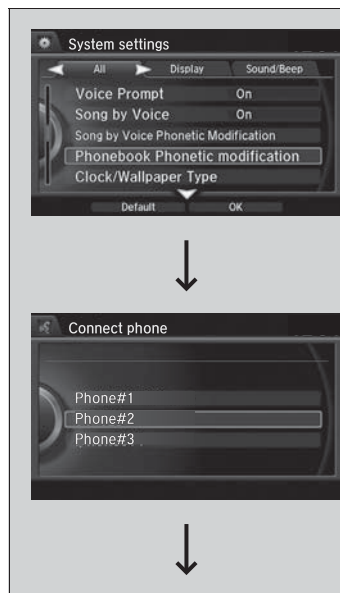 System settings
All Display Sound/Beep
Voice Prompt On
Song by Voice On
Song by Voice Phonetic Modification
Phonebook Phonetic modification
Clock/Wallpaper Type
Default OK
Connect phone
Phone#1
Phone#2
Phone#3